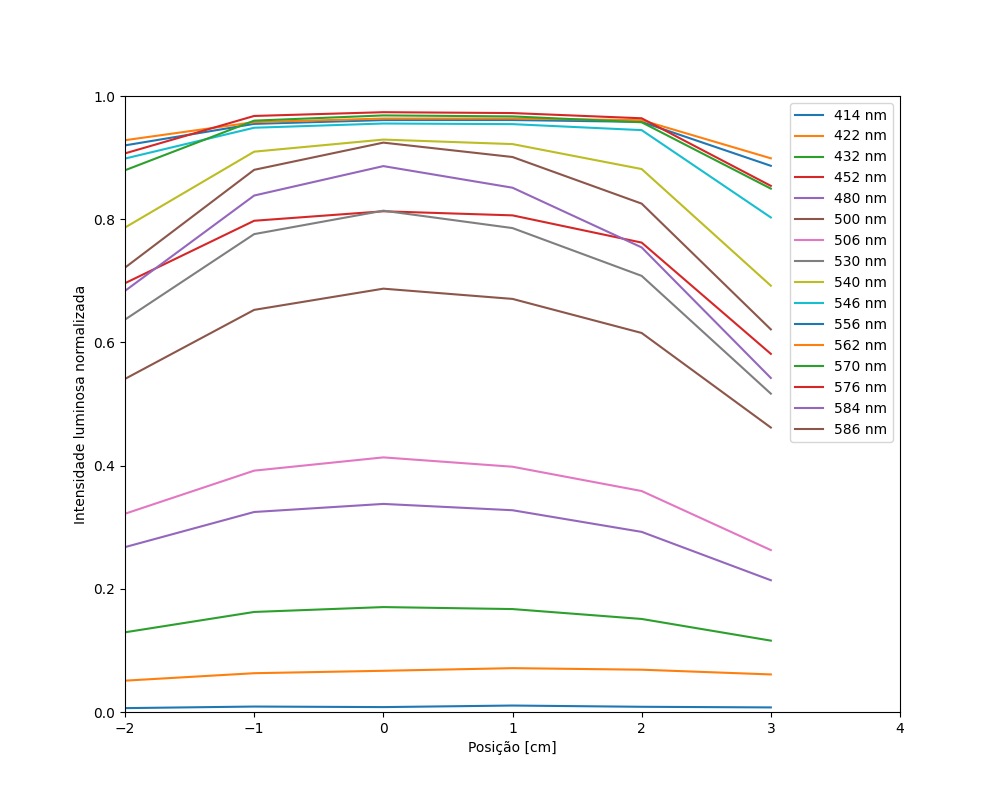 1.0
0.8
0.6
0.4
0.2
0.0
Intensidade luminosa normalizada
414 nm
422 nm
432 nm
452 nm
480 nm
500 nm
506 nm
530 nm
540 nm
546 nm
556 nm
562 nm
570 nm
576 nm
584 nm
586 nm
−2 −1 0 1 2 3 4
Posição [cm]